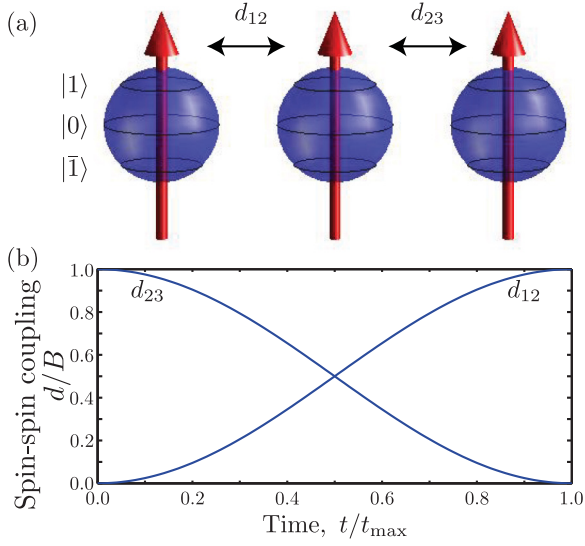 (a)
d₁₂ d₂₃
|1⟩
|0⟩
|1̄⟩
(b)
Spin-spin coupling
d/B
1.0
0.8
0.6
0.4
0.2
0.0
d₂₃ d₁₂
0.0 0.2 0.4 0.6 0.8 1.0
Time, t/tₘₐₓ